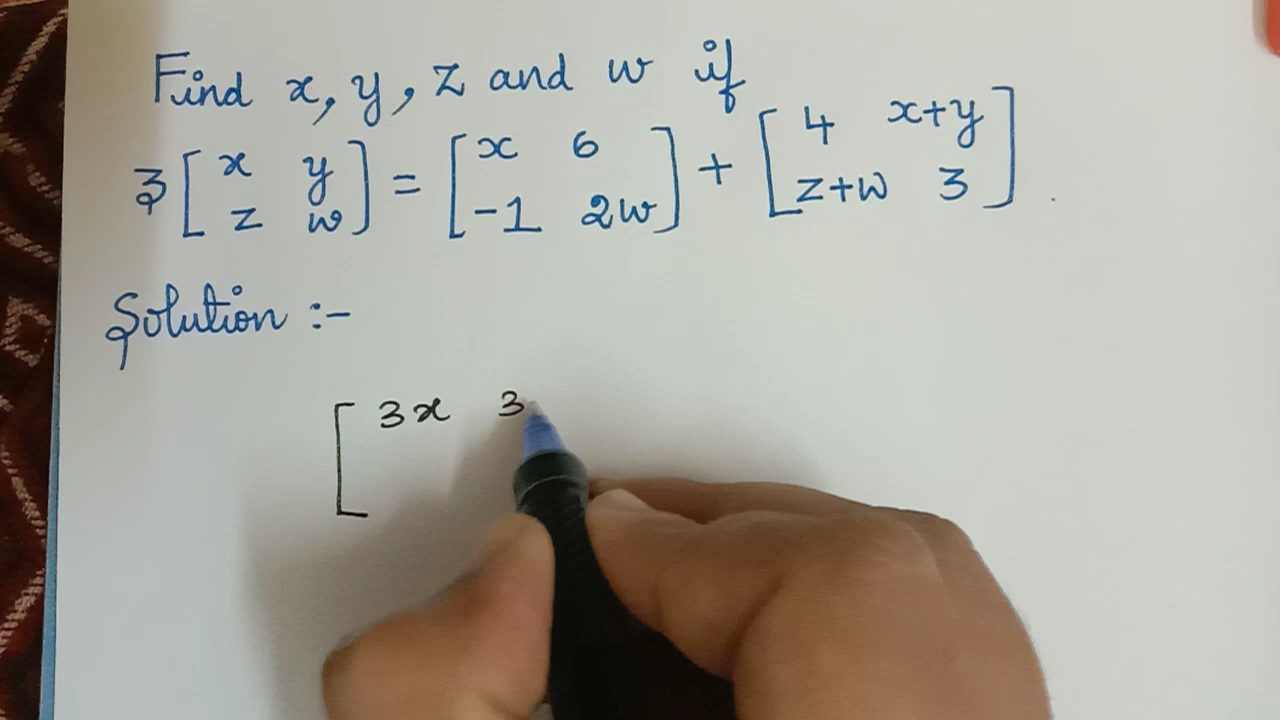 Find x, y, z and w if
3 [ x y ; z w ] = [ x 6 ; -1 2w ] + [ 4 x+y ; z+w 3 ] .
Solution :-
[ 3x 3